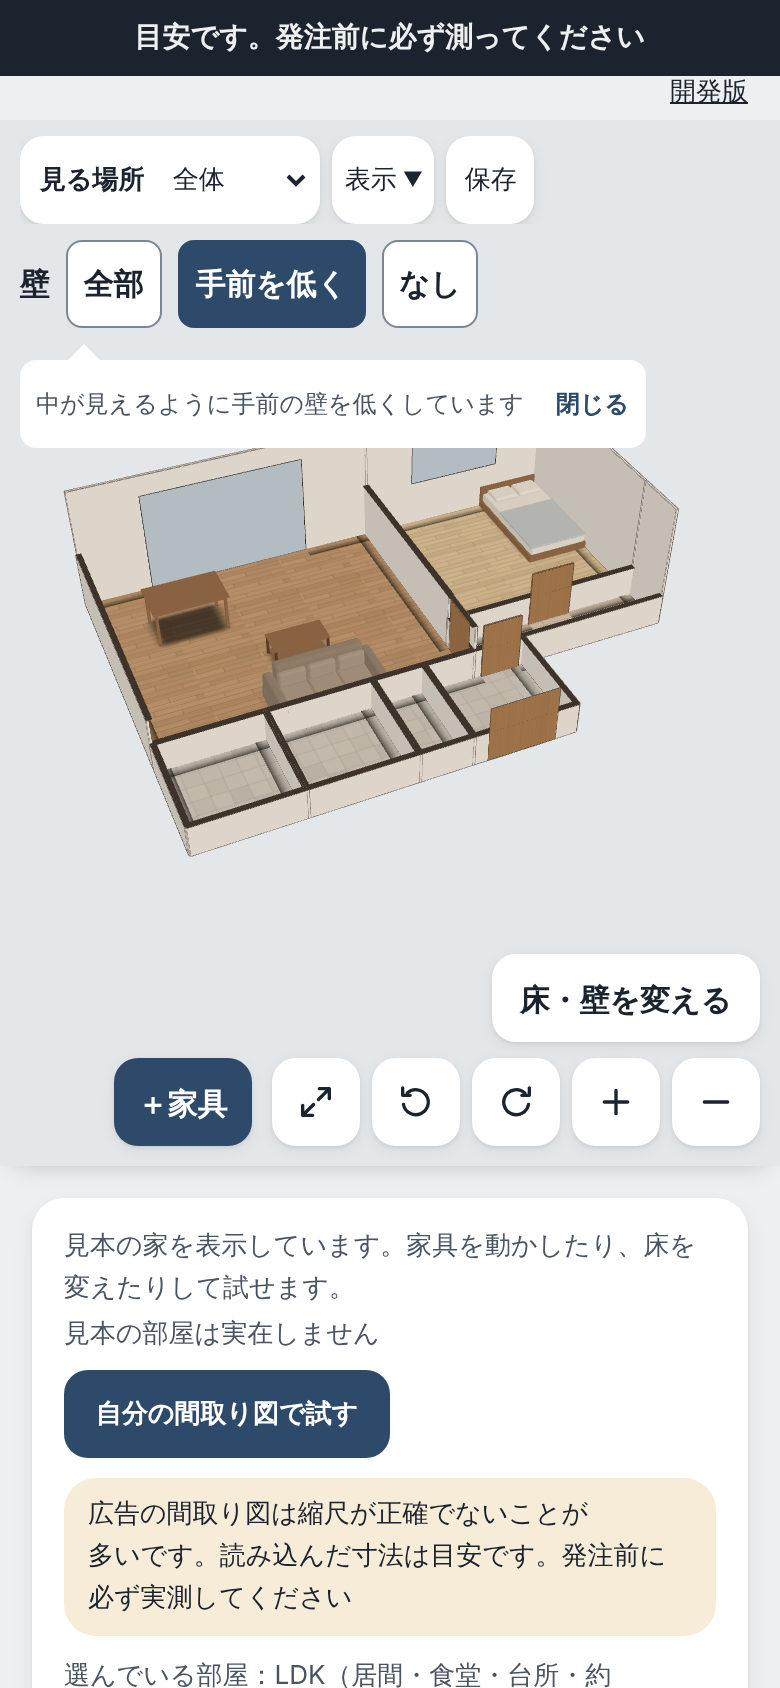 目安です。発注前に必ず測ってください
開発版
見る場所 全体 表示▼ 保存
壁 全部 手前を低く なし
中が見えるように手前の壁を低くしています 閉じる
床・壁を変える
＋家具
見本の家を表示しています。家具を動かしたり、床を
変えたりして試せます。
見本の部屋は実在しません
自分の間取り図で試す
広告の間取り図は縮尺が正確でないことが
多いです。読み込んだ寸法は目安です。発注前に
必ず実測してください
選んでいる部屋：LDK（居間・食堂・台所・約